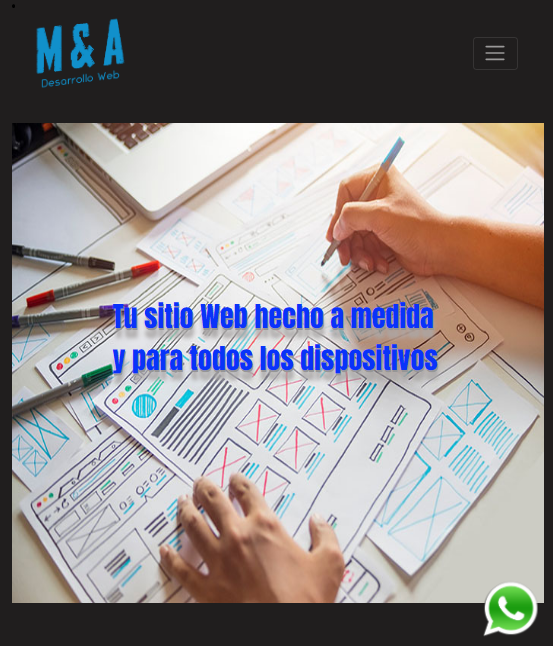 M & A
Desarrollo Web
Tu sitio Web hecho a medida
y para todos los dispositivos